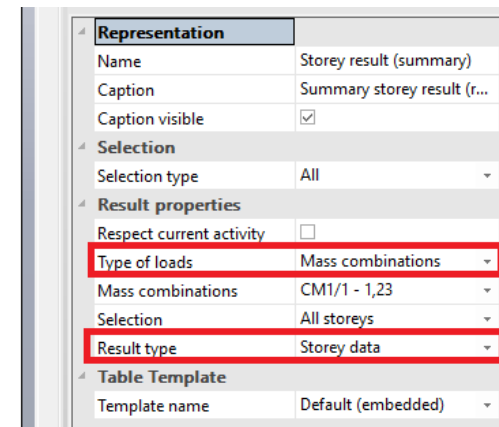 Representation
Name Storey result (summary)
Caption Summary storey result (r...
Caption visible
Selection
Selection type All
Result properties
Respect current activity
Type of loads Mass combinations
Mass combinations CM1/1 - 1,23
Selection All storeys
Result type Storey data
Table Template
Template name Default (embedded)